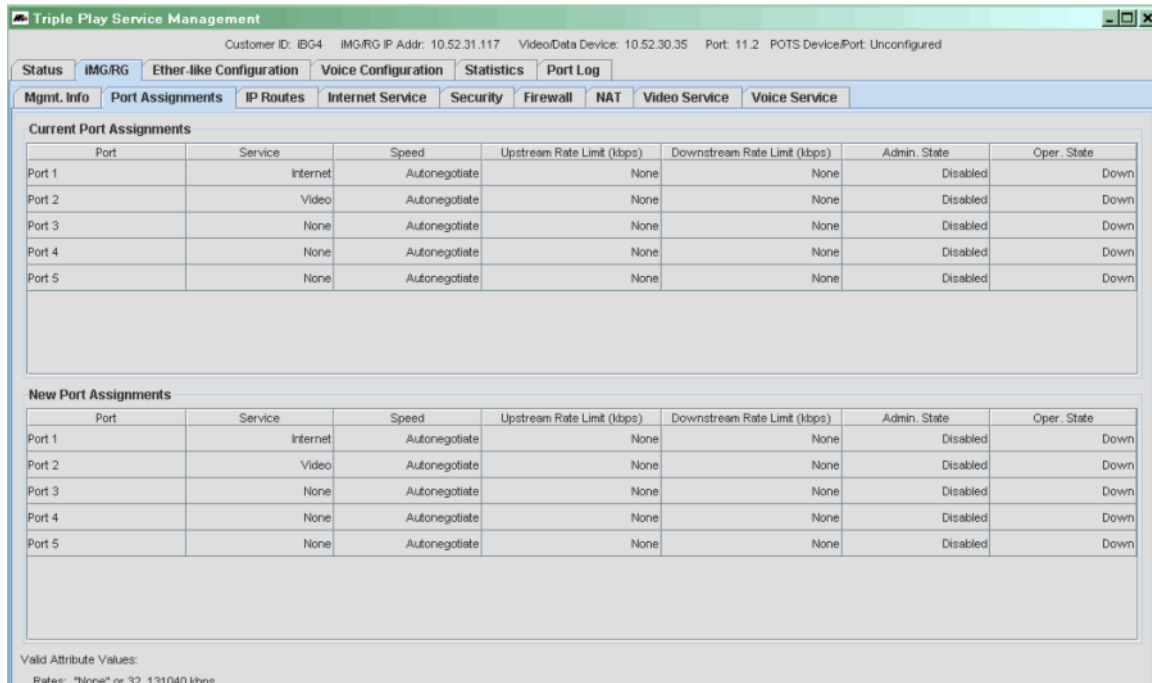 Triple Play Service Management
Customer ID: iBG4 iMG/RG IP Addr: 10.52.31.117 Video/Data Device: 10.52.30.35 Port: 11.2 POTS Device/Port: Unconfigured
Status iMG/RG Ether-like Configuration Voice Configuration Statistics Port Log
Mgmt. Info Port Assignments IP Routes Internet Service Security Firewall NAT Video Service Voice Service
Current Port Assignments
Port Service Speed Upstream Rate Limit (kbps) Downstream Rate Limit (kbps) Admin. State Oper. State
Port 1 Internet Autonegotiate None None Disabled Down
Port 2 Video Autonegotiate None None Disabled Down
Port 3 None Autonegotiate None None Disabled Down
Port 4 None Autonegotiate None None Disabled Down
Port 5 None Autonegotiate None None Disabled Down
New Port Assignments
Port Service Speed Upstream Rate Limit (kbps) Downstream Rate Limit (kbps) Admin. State Oper. State
Port 1 Internet Autonegotiate None None Disabled Down
Port 2 Video Autonegotiate None None Disabled Down
Port 3 None Autonegotiate None None Disabled Down
Port 4 None Autonegotiate None None Disabled Down
Port 5 None Autonegotiate None None Disabled Down
Valid Attribute Values:
Rates: "None" or 32..131040 kbps